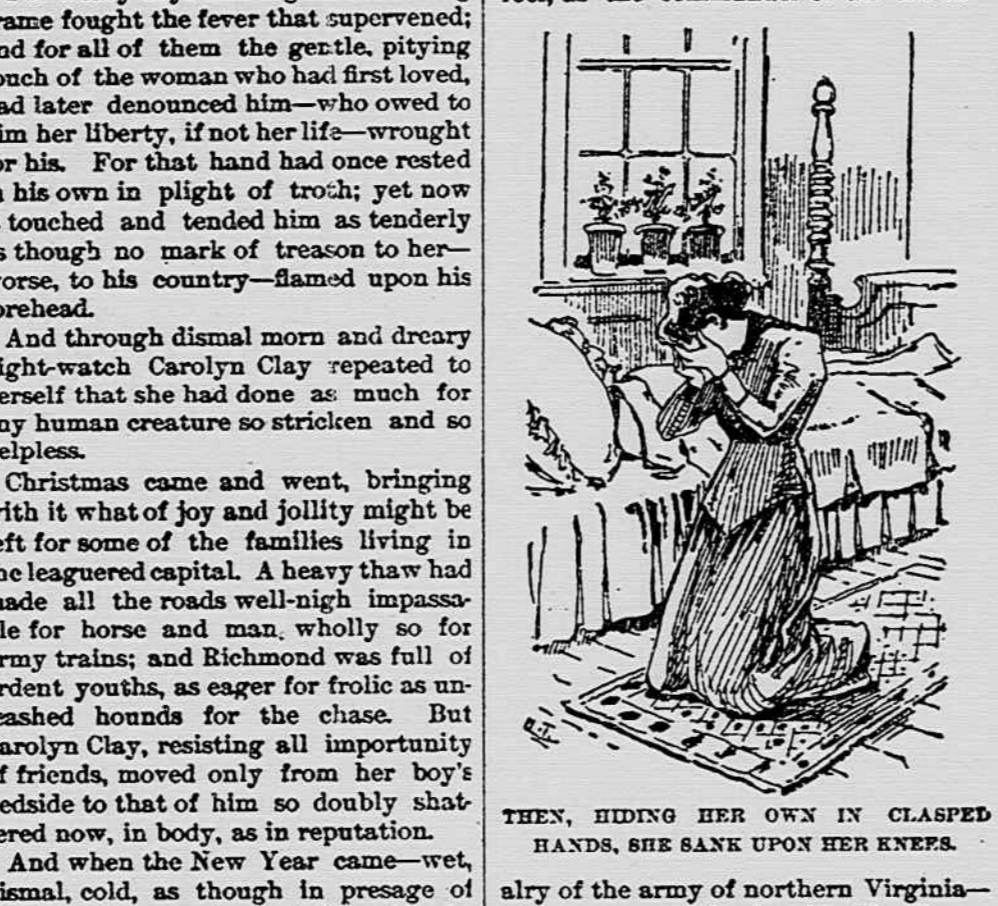 rame fought the fever that supervened;
nd for all of them the gentle, pitying
ouch of the woman who had first loved,
ad later denounced him—who owed to
im her liberty, if not her life—wrought
or his. For that hand had once rested
n his own in plight of troth; yet now
t touched and tended him as tenderly
s though no mark of treason to her—
vorse, to his country—flamed upon his
orehead.
And through dismal morn and dreary
ight-watch Carolyn Clay repeated to
erself that she had done as much for
ny human creature so stricken and so
elpless.
Christmas came and went, bringing
vith it what of joy and jollity might be
eft for some of the families living in
he leaguered capital. A heavy thaw had
nade all the roads well-nigh impassa-
le for horse and man, wholly so for
rmy trains; and Richmond was full of
rdent youths, as eager for frolic as un-
eashed hounds for the chase. But
arolyn Clay, resisting all importunity
f friends, moved only from her boy's
edside to that of him so doubly shat-
ered now, in body, as in reputation.
And when the New Year came—wet,
ismal, cold, as though in presage of
THEN, HIDING HER OWN IN CLASPED
HANDS, SHE SANK UPON HER KNEES.
alry of the army of northern Virginia—